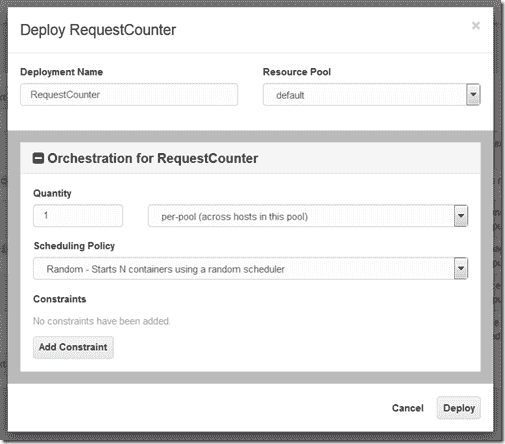 Deploy RequestCounter
×
Deployment Name
Resource Pool
RequestCounter
default
Orchestration for RequestCounter
Quantity
1
per-pool (across hosts in this pool)
Scheduling Policy
Random - Starts N containers using a random scheduler
Constraints
No constraints have been added.
Add Constraint
Cancel
Deploy